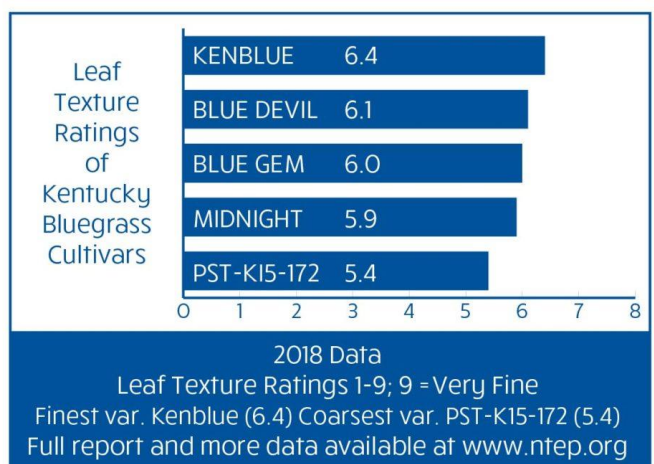 Leaf
Texture
Ratings
of
Kentucky
Bluegrass
Cultivars
KENBLUE 6.4
BLUE DEVIL 6.1
BLUE GEM 6.0
MIDNIGHT 5.9
PST-K15-172 5.4
0 1 2 3 4 5 6 7 8
2018 Data
Leaf Texture Ratings 1-9; 9 = Very Fine
Finest var. Kenblue (6.4) Coarsest var. PST-K15-172 (5.4)
Full report and more data available at www.ntep.org